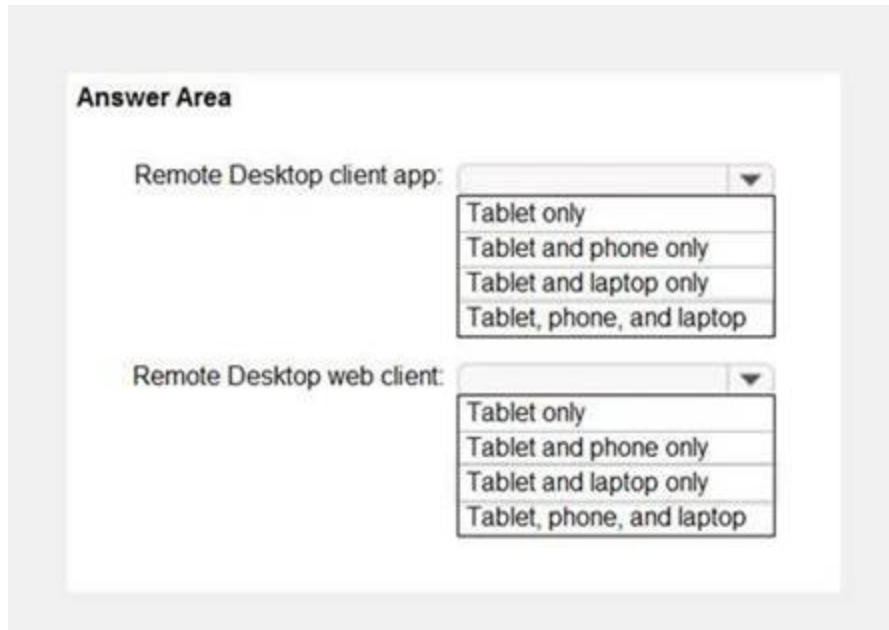 Answer Area
Remote Desktop client app:
Tablet only
Tablet and phone only
Tablet and laptop only
Tablet, phone, and laptop
Remote Desktop web client:
Tablet only
Tablet and phone only
Tablet and laptop only
Tablet, phone, and laptop